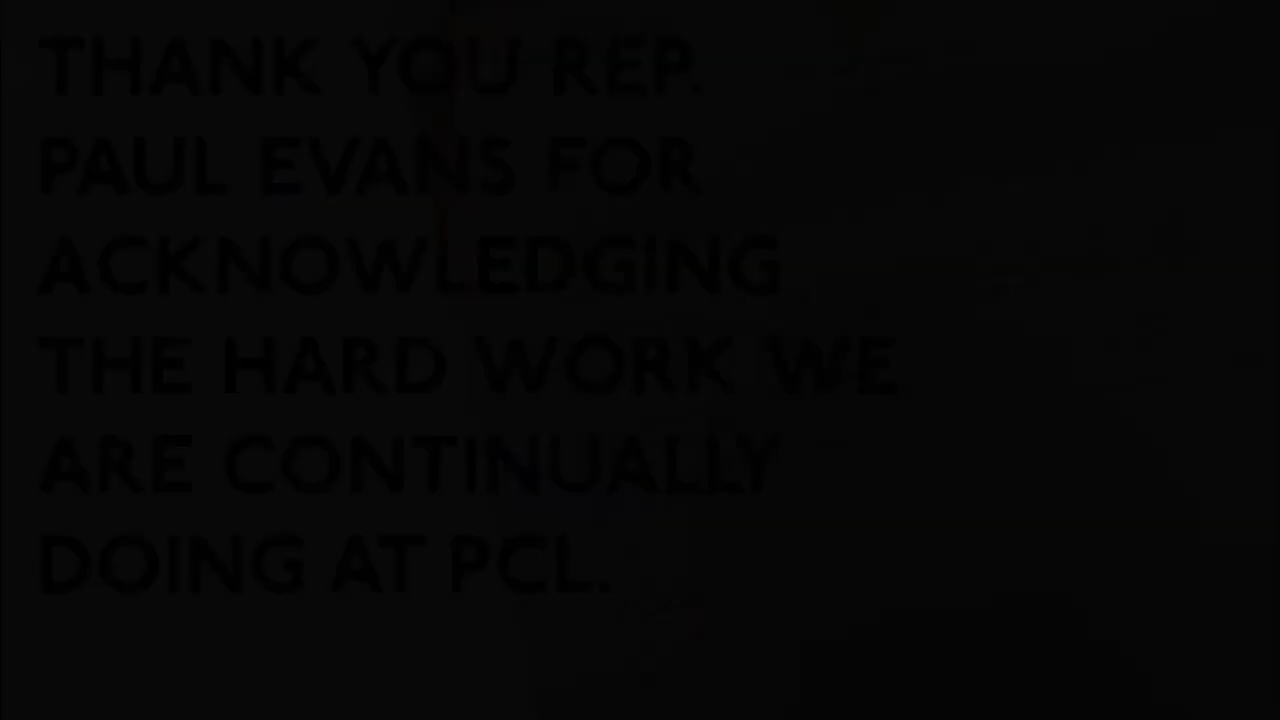 THANK YOU REP.
PAUL EVANS FOR
ACKNOWLEDGING
THE HARD WORK WE
ARE CONTINUALLY
DOING AT PCL.